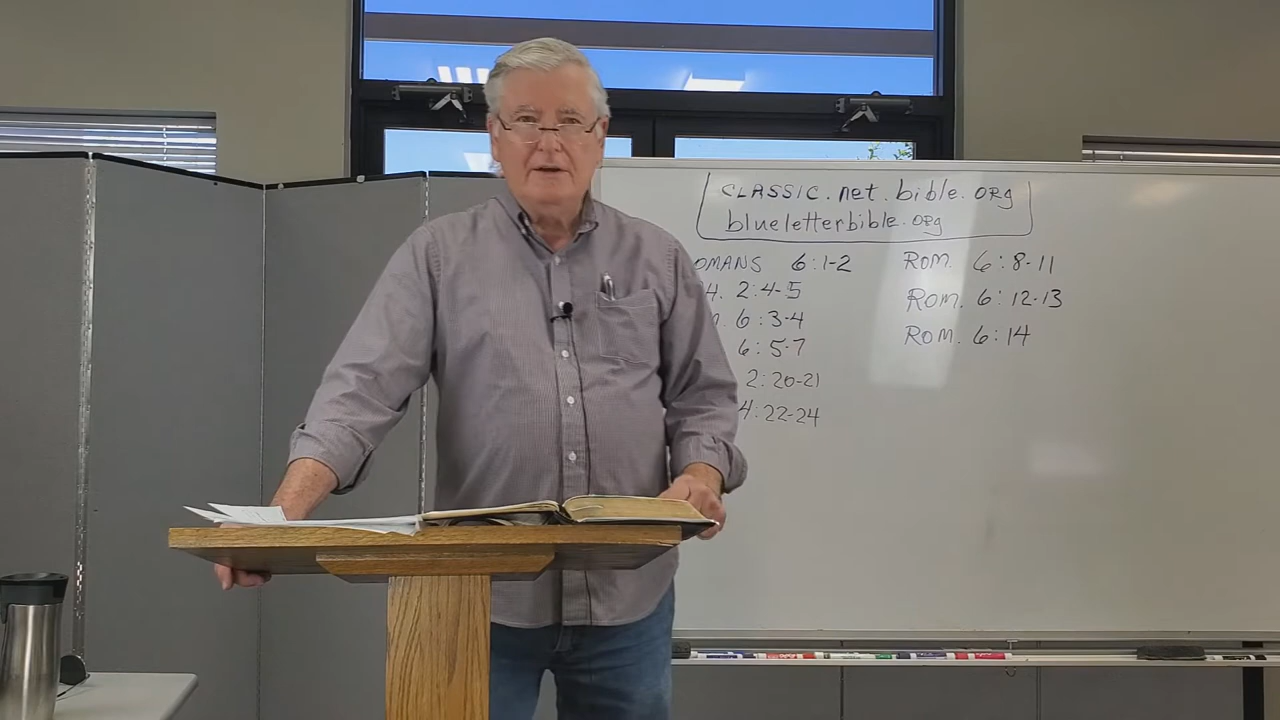 CLASSIC.net.bible.ORg
blueletterbible.org
OMANS 6:1-2
2:4-5
6:3-4
6:5-7
2:20-21
4:22-24
ROM. 6:8-11
ROM. 6:12-13
ROM. 6:14